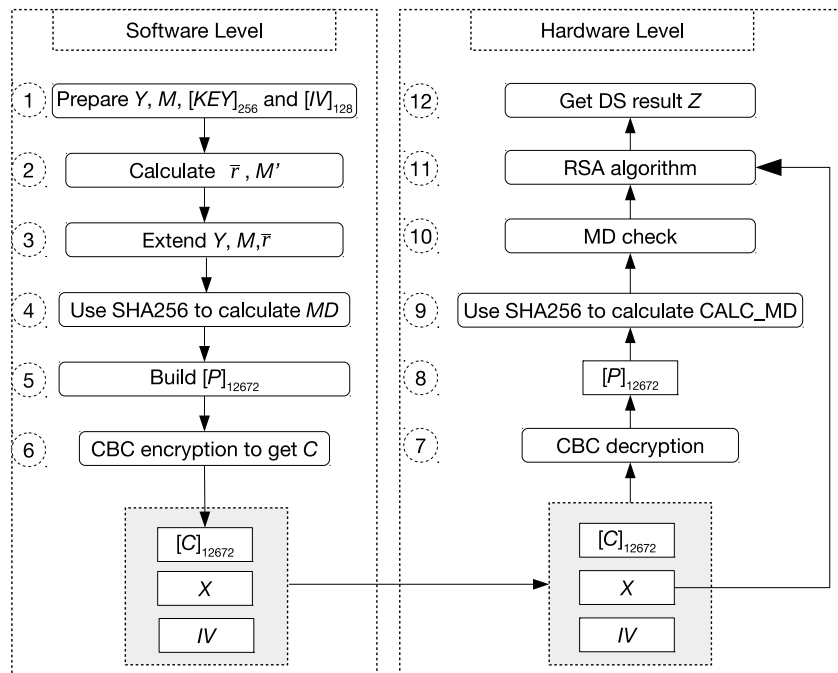 Software Level
1 Prepare Y, M, [KEY]₂₅₆ and [IV]₁₂₈
2 Calculate r̅ , M'
3 Extend Y, M,r̅
4 Use SHA256 to calculate MD
5 Build [P]₁₂₆₇₂
6 CBC encryption to get C
[C]₁₂₆₇₂
X
IV
Hardware Level
12 Get DS result Z
11 RSA algorithm
10 MD check
9 Use SHA256 to calculate CALC_MD
8 [P]₁₂₆₇₂
7 CBC decryption
[C]₁₂₆₇₂
X
IV